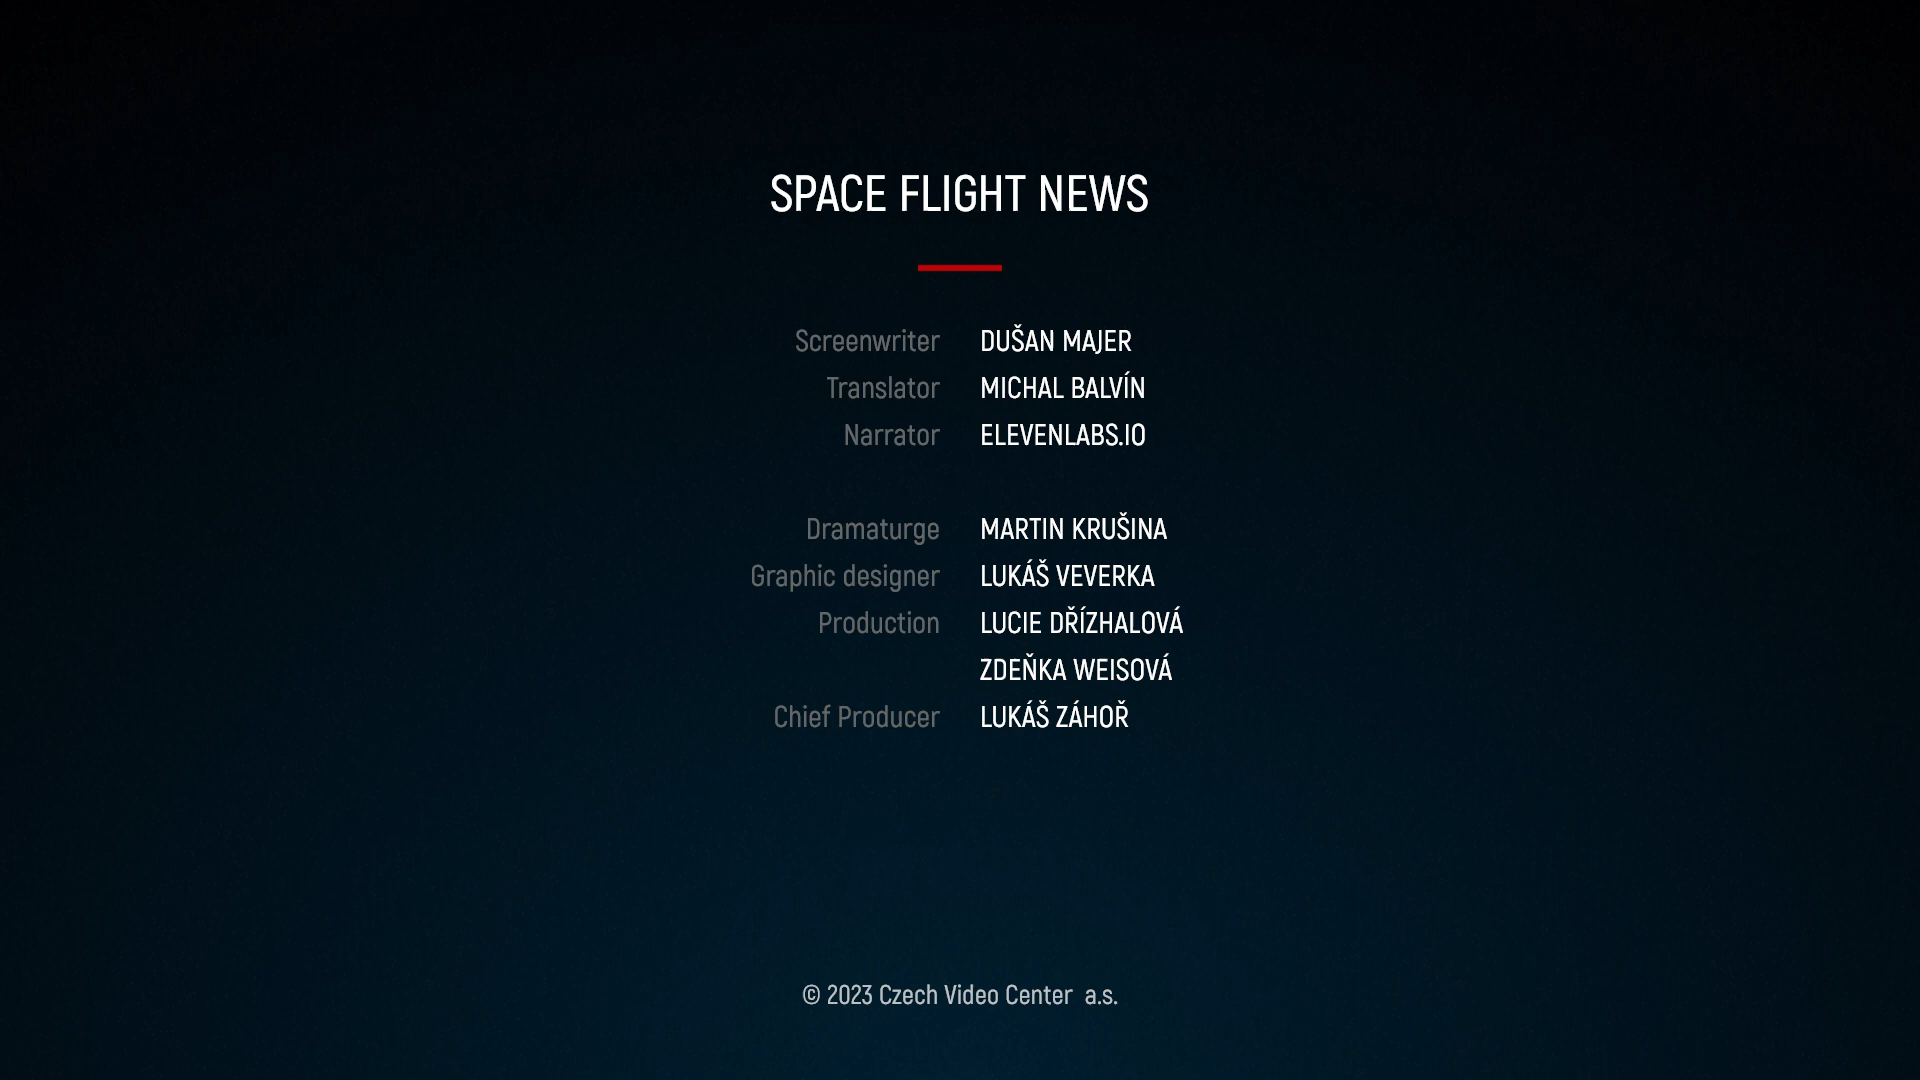 SPACE FLIGHT NEWS
Screenwriter DUŠAN MAJER
Translator MICHAL BALVÍN
Narrator ELEVENLABS.IO
Dramaturge MARTIN KRUŠINA
Graphic designer LUKÁŠ VEVERKA
Production LUCIE DŘÍZHALOVÁ
ZDEŇKA WEISOVÁ
Chief Producer LUKÁŠ ZÁHOŘ
© 2023 Czech Video Center a.s.